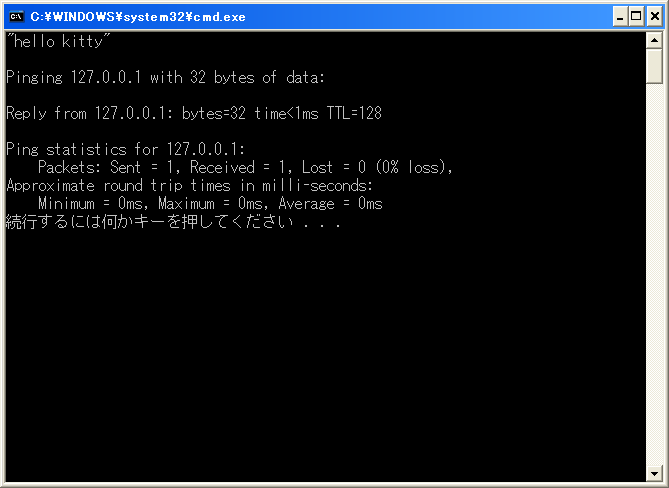 C:¥WINDOWS¥system32¥cmd.exe
"hello kitty"
Pinging 127.0.0.1 with 32 bytes of data:
Reply from 127.0.0.1: bytes=32 time<1ms TTL=128
Ping statistics for 127.0.0.1:
    Packets: Sent = 1, Received = 1, Lost = 0 (0% loss),
Approximate round trip times in milli-seconds:
    Minimum = 0ms, Maximum = 0ms, Average = 0ms
続行するには何かキーを押してください . . .